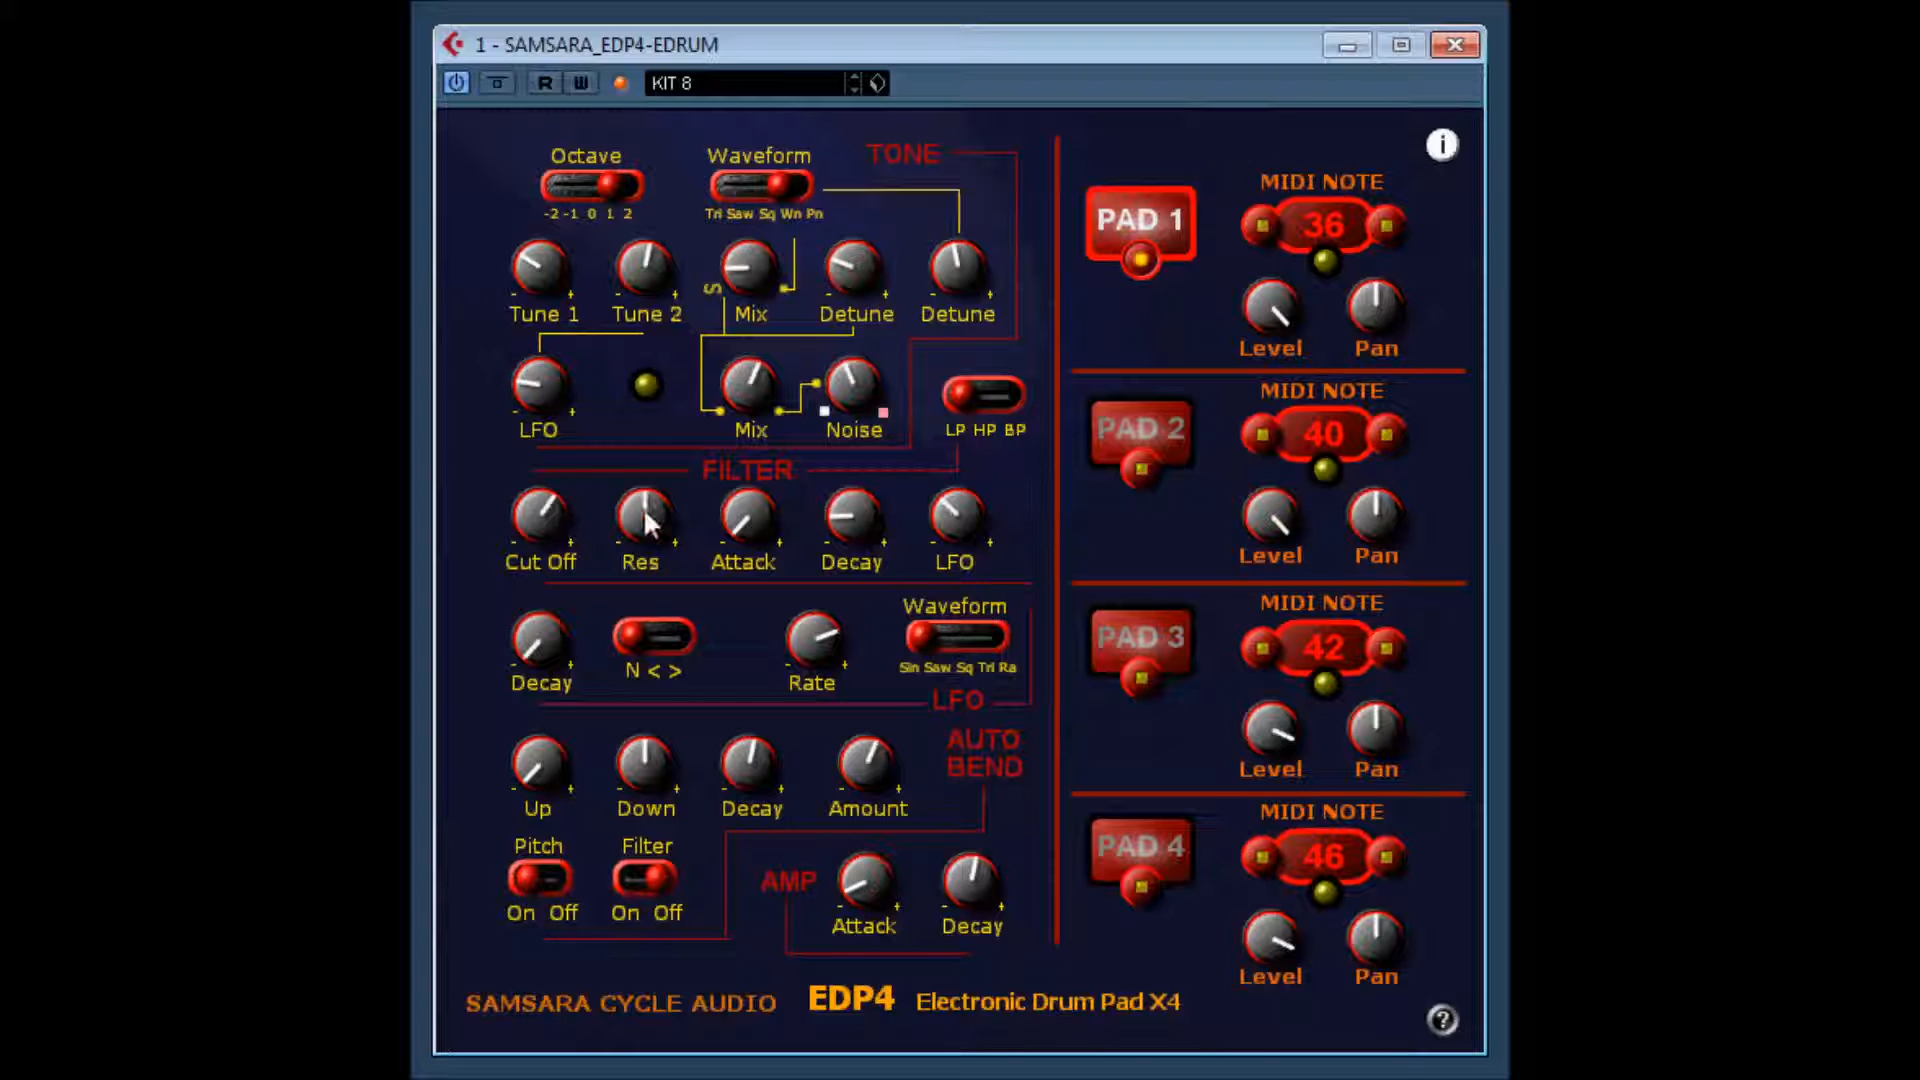 1 - SAMSARA_EDP4-EDRUM
R W KIT 8
i
Octave Waveform TONE
-2 -1 0 1 2 Tri Saw Sq Wn Pn
- + - + S - + - +
Tune 1 Tune 2 Mix Detune Detune
- +
LFO Mix Noise LP HP BP
FILTER
- + - + - + - + - +
Cut Off Res Attack Decay LFO
Waveform
- + N < > - + Sin Saw Sq Tri Ra
Decay Rate
LFO
AUTO
BEND
- + - + - + - +
Up Down Decay Amount
Pitch Filter
On Off On Off
AMP
- + - +
Attack Decay
PAD 1
MIDI NOTE
36
Level Pan
PAD 2
MIDI NOTE
40
Level Pan
PAD 3
MIDI NOTE
42
Level Pan
PAD 4
MIDI NOTE
46
Level Pan
SAMSARA CYCLE AUDIO EDP4 Electronic Drum Pad X4
?